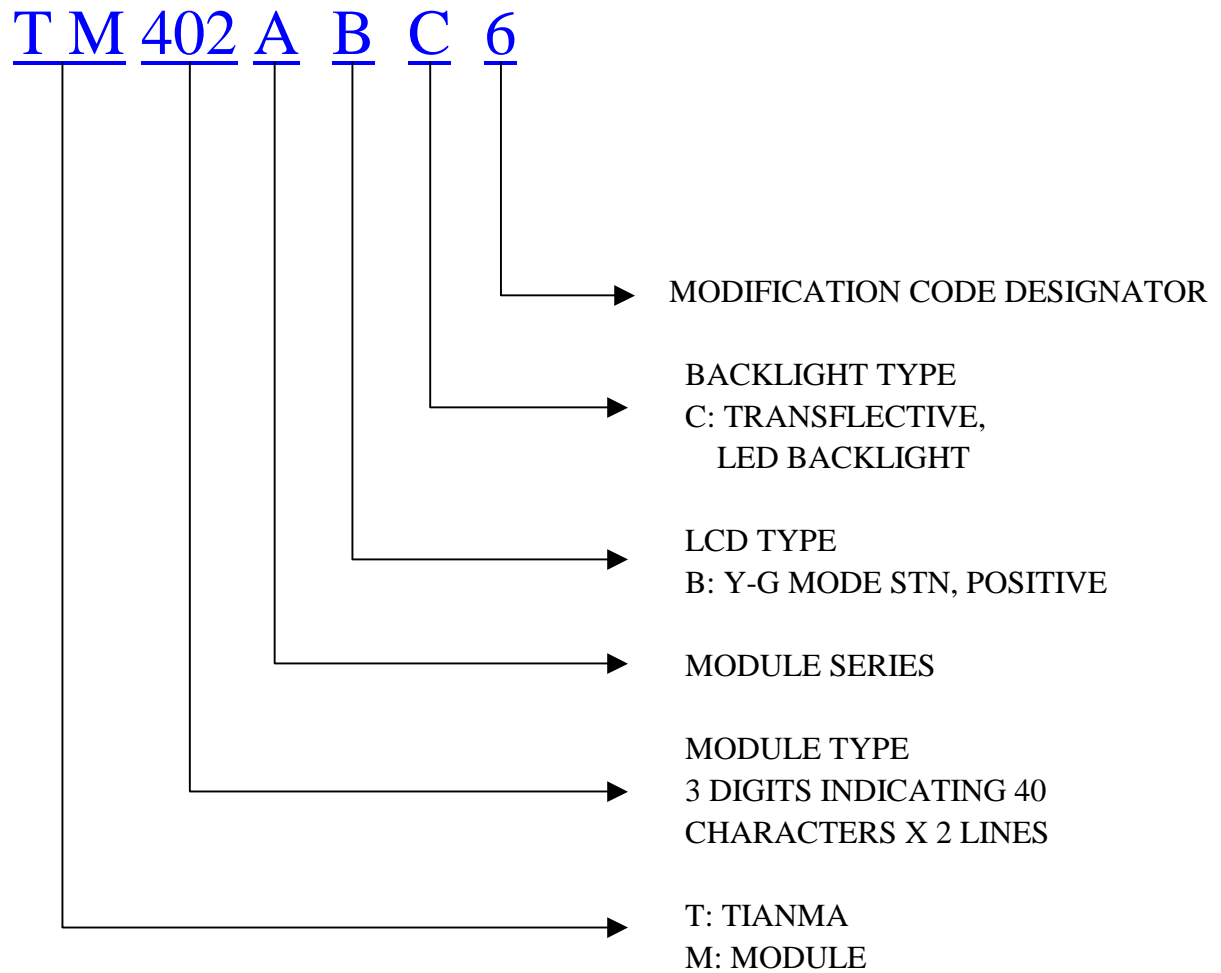 T M 402 A B C 6
MODIFICATION CODE DESIGNATOR
BACKLIGHT TYPE
C: TRANSFLECTIVE,
LED BACKLIGHT
LCD TYPE
B: Y-G MODE STN, POSITIVE
MODULE SERIES
MODULE TYPE
3 DIGITS INDICATING 40
CHARACTERS X 2 LINES
T: TIANMA
M: MODULE